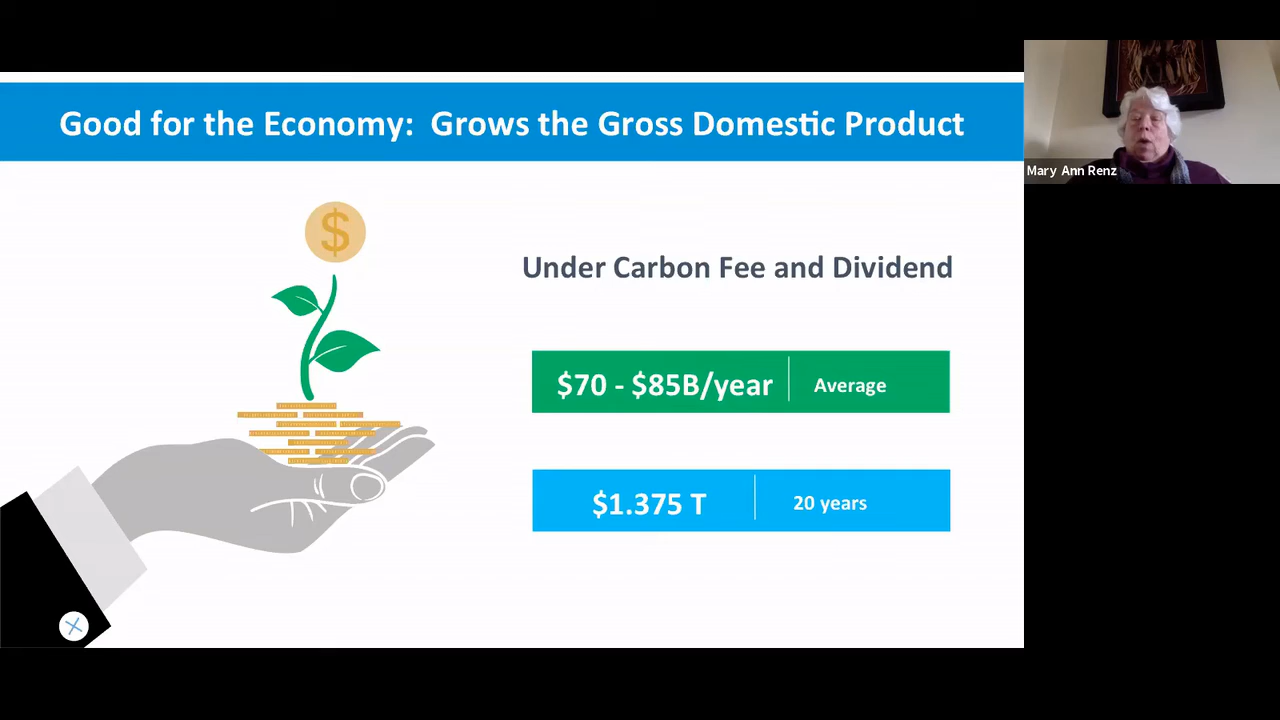 Good for the Economy:  Grows the Gross Domestic Product
Mary Ann Renz
$
Under Carbon Fee and Dividend
$70 - $85B/year
Average
$1.375 T
20 years